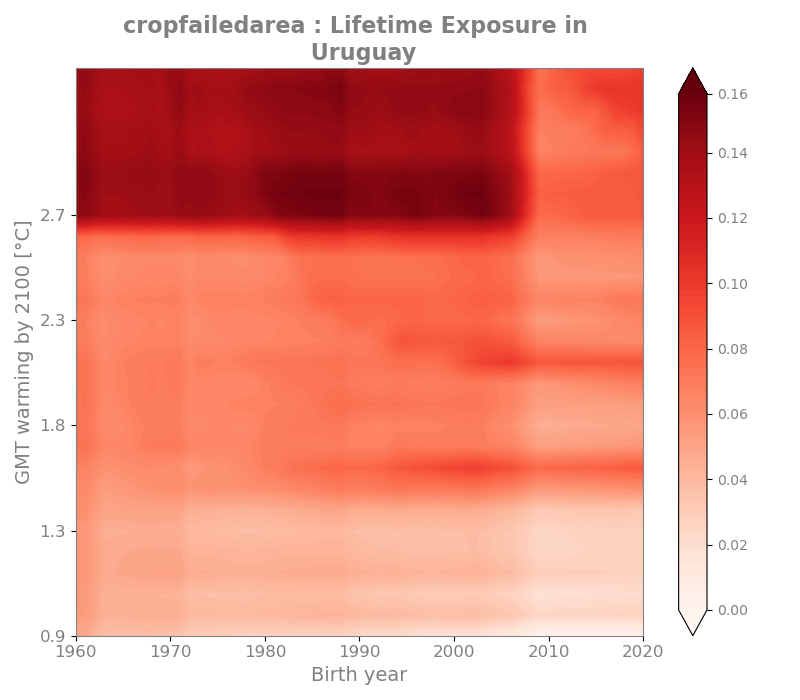 cropfailedarea : Lifetime Exposure in
Uruguay
GMT warming by 2100 [°C]
2.7
2.3
1.8
1.3
0.9
1960 1970 1980 1990 2000 2010 2020
Birth year
0.16
0.14
0.12
0.10
0.08
0.06
0.04
0.02
0.00